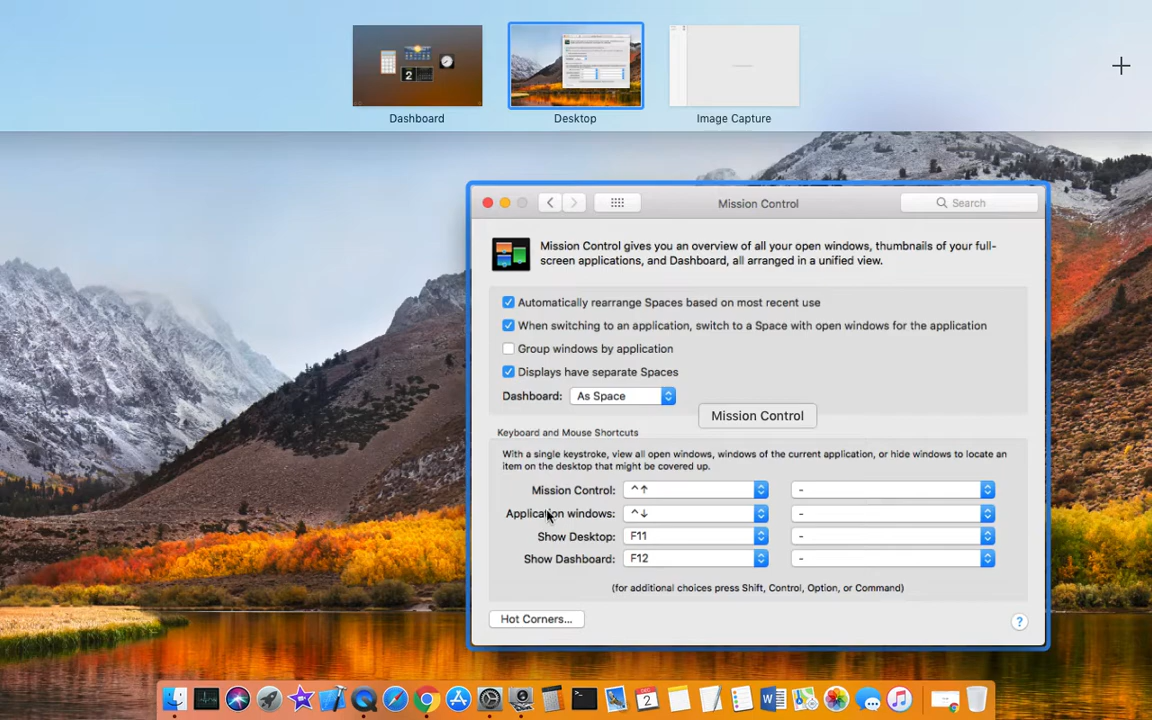 Dashboard
Desktop
Image Capture
Mission Control
Search
Mission Control gives you an overview of all your open windows, thumbnails of your full-
screen applications, and Dashboard, all arranged in a unified view.
Automatically rearrange Spaces based on most recent use
When switching to an application, switch to a Space with open windows for the application
Group windows by application
Displays have separate Spaces
Dashboard: As Space
Mission Control
Keyboard and Mouse Shortcuts
With a single keystroke, view all open windows, windows of the current application, or hide windows to locate an
item on the desktop that might be covered up.
Mission Control: ^↑ -
Application windows: ^↓ -
Show Desktop: F11 -
Show Dashboard: F12 -
(for additional choices press Shift, Control, Option, or Command)
Hot Corners... ?
2